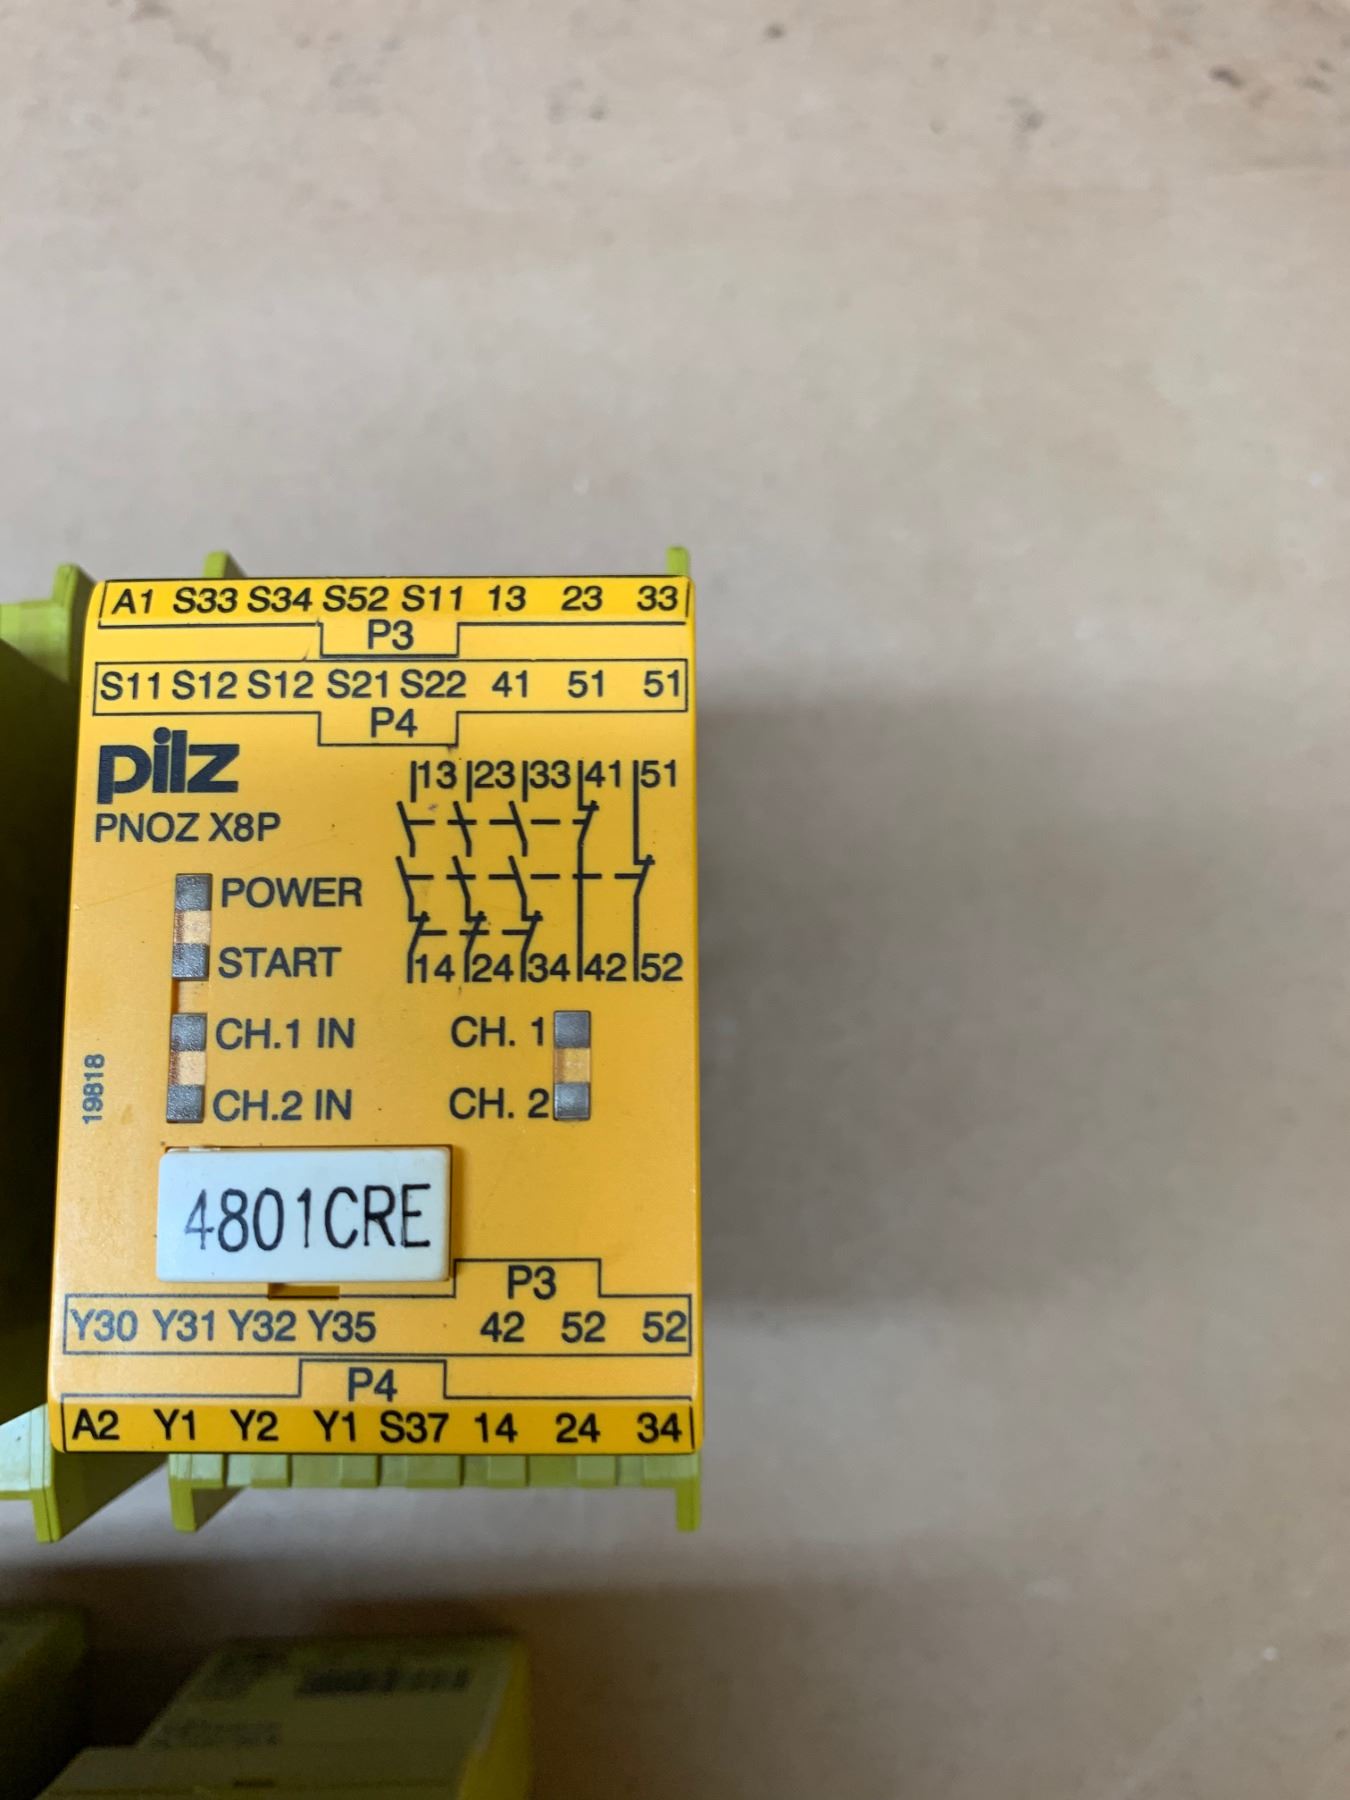 A1 S33 S34 S52 S11 13 23 33
P3
S11 S12 S12 S21 S22 41 51 51
P4
pilz
PNOZ X8P
13 23 33 41 51
POWER
START
14 24 34 42 52
CH.1 IN
CH. 1
CH.2 IN
CH. 2
19818
4801CRE
P3
Y30 Y31 Y32 Y35 42 52 52
P4
A2 Y1 Y2 Y1 S37 14 24 34